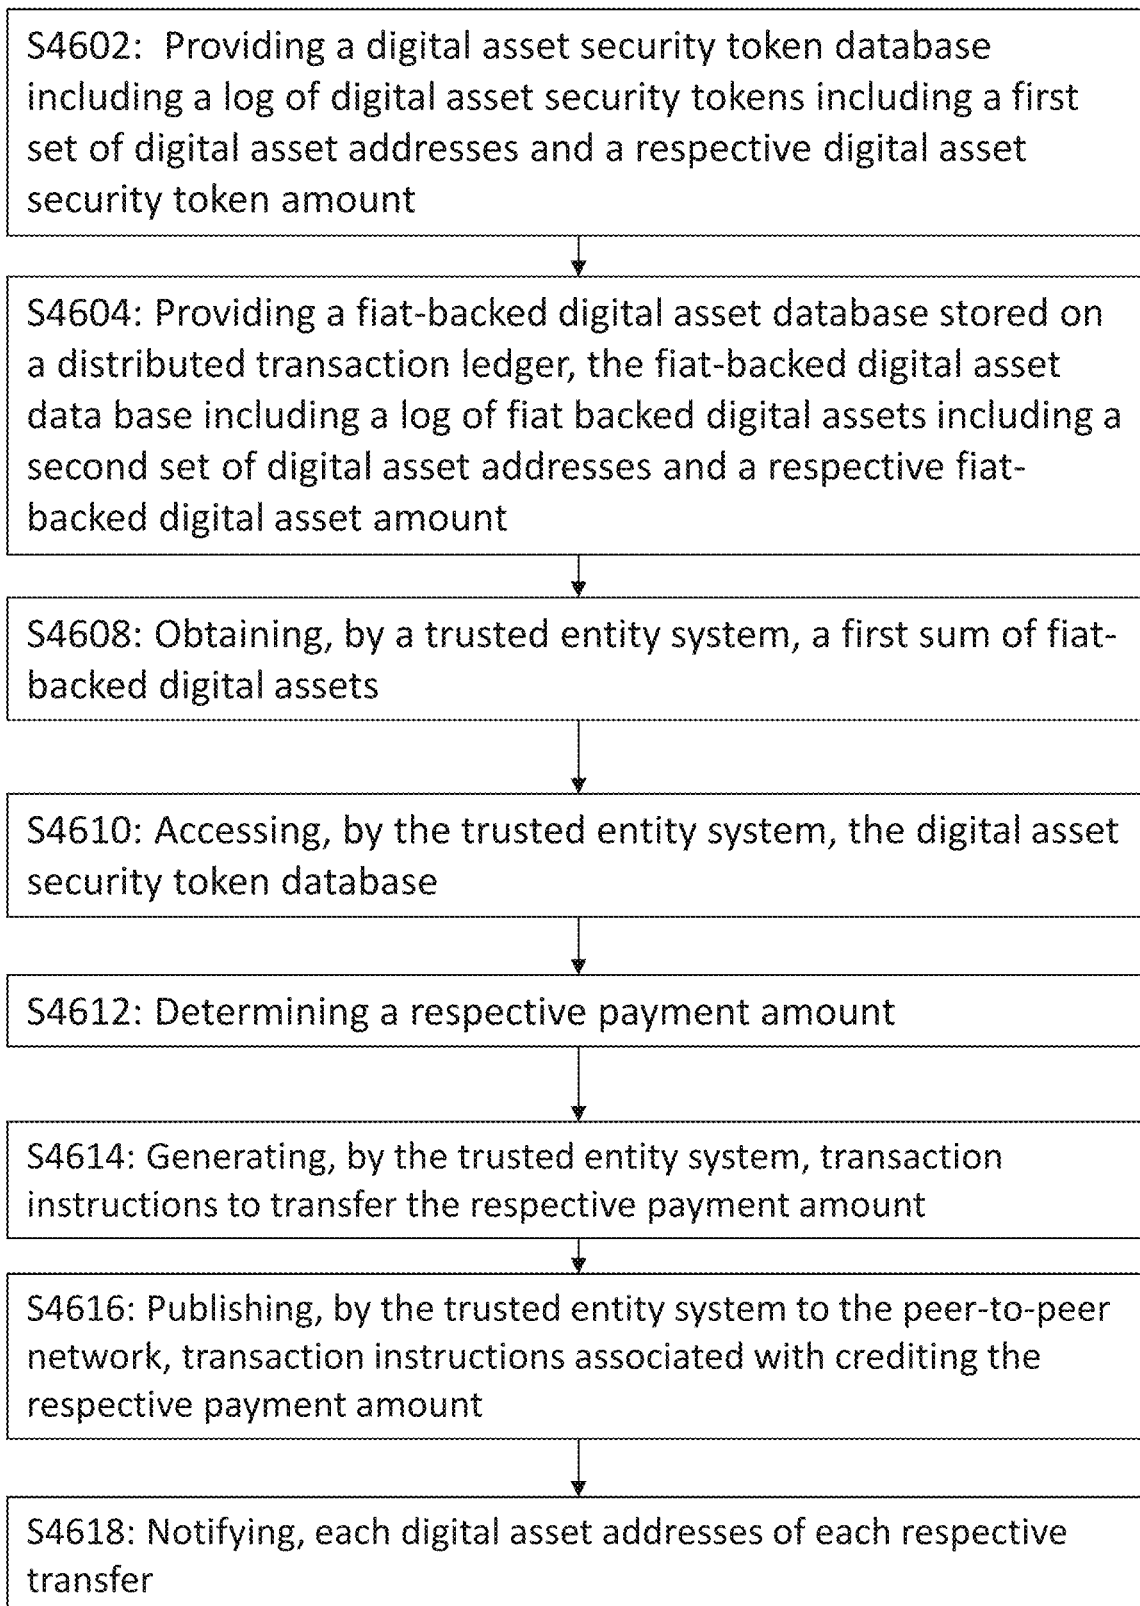 S4602:  Providing a digital asset security token database
including a log of digital asset security tokens including a first
set of digital asset addresses and a respective digital asset
security token amount
S4604: Providing a fiat-backed digital asset database stored on
a distributed transaction ledger, the fiat-backed digital asset
data base including a log of fiat backed digital assets including a
second set of digital asset addresses and a respective fiat-
backed digital asset amount
S4608: Obtaining, by a trusted entity system, a first sum of fiat-
backed digital assets
S4610: Accessing, by the trusted entity system, the digital asset
security token database
S4612: Determining a respective payment amount
S4614: Generating, by the trusted entity system, transaction
instructions to transfer the respective payment amount
S4616: Publishing, by the trusted entity system to the peer-to-peer
network, transaction instructions associated with crediting the
respective payment amount
S4618: Notifying, each digital asset addresses of each respective
transfer